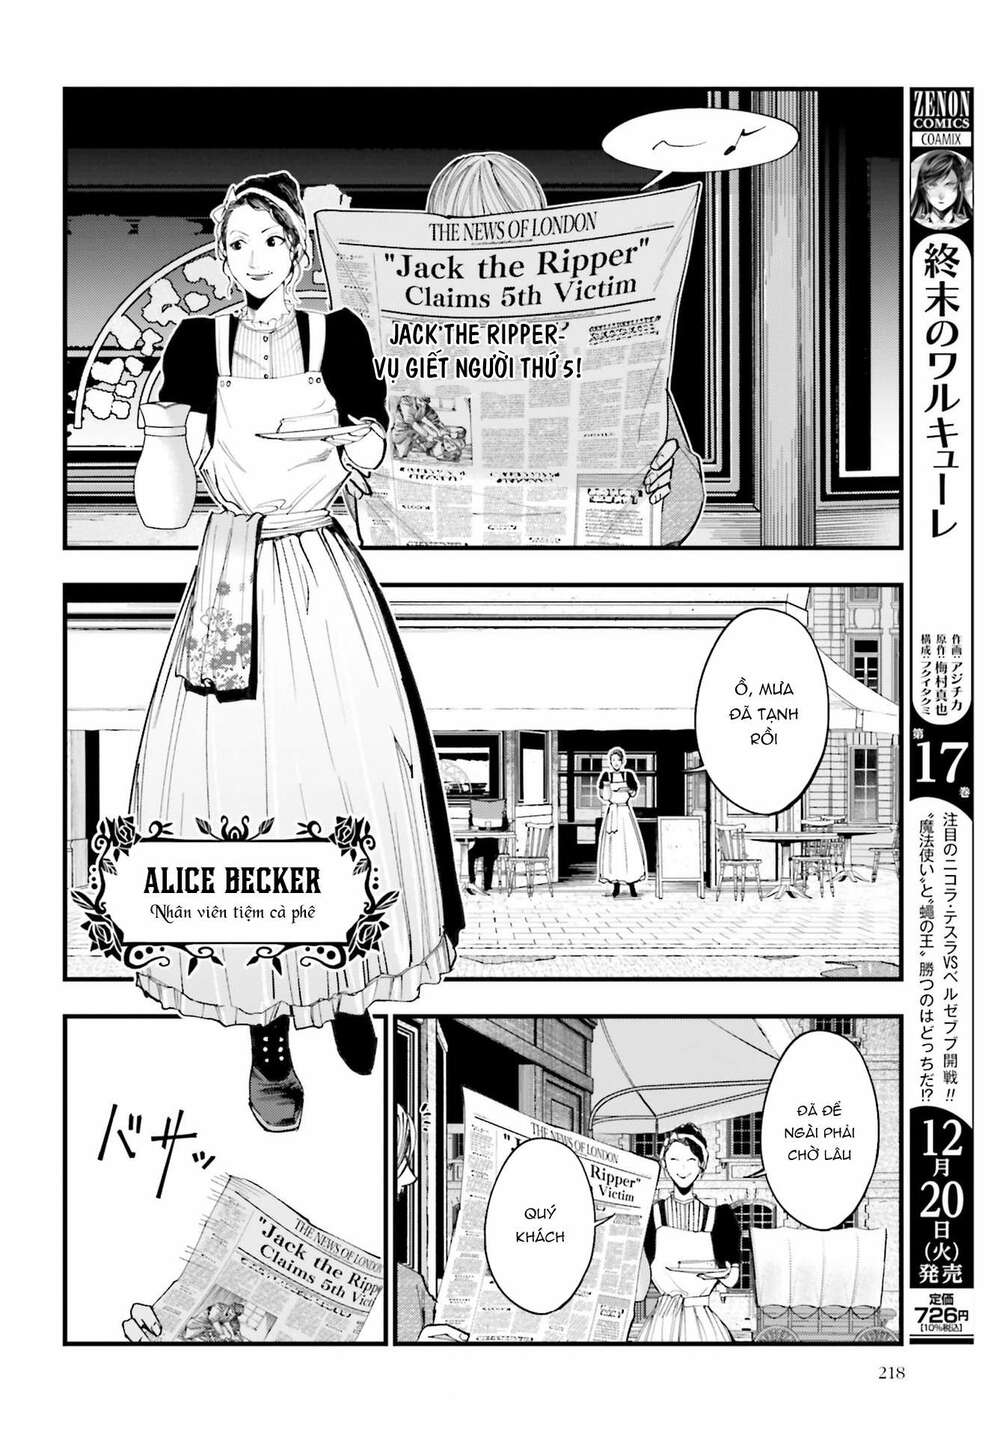 THE NEWS OF LONDON
"Jack the Ripper"
Claims 5th Victim
JACK THE RIPPER-
VỤ GIẾT NGƯỜI THỨ 5!
Ồ, MƯA
ĐÃ TẠNH
RỒI
ALICE BECKER
Nhân viên tiệm cà phê
ĐÃ ĐỂ
NGÀI PHẢI
CHỜ LÂU
QUÝ
KHÁCH
THE NEWS OF LONDON
Ripper"
Victim
バサッ
THE NEWS OF LONDON
"Jack the Ripp
Claims 5th Vi
218
ZENON
COMICS
COAMIX
終末のワルキューレ
作画:アジチカ
原作:梅村真也
構成:フクイタクミ
第17巻
注目のニコラ・テスラVSベルゼブブ開戦!!
“魔法使い”と“蠅の王”勝つのはどっちだ!?
12月20日(火)発売
定価
726円
[10%税込]